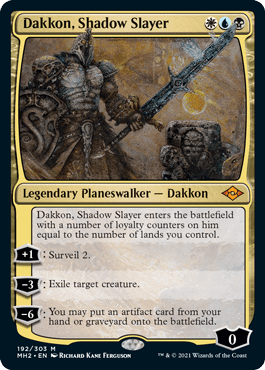 Dakkon, Shadow Slayer
Legendary Planeswalker — Dakkon
Dakkon, Shadow Slayer enters the battlefield
with a number of loyalty counters on him
equal to the number of lands you control.
+1 : Surveil 2.
−3 : Exile target creature.
−6 : You may put an artifact card from your
hand or graveyard onto the battlefield.
0
192/303 M
MH2 • EN Richard Kane Ferguson
™ & © 2021 Wizards of the Coast